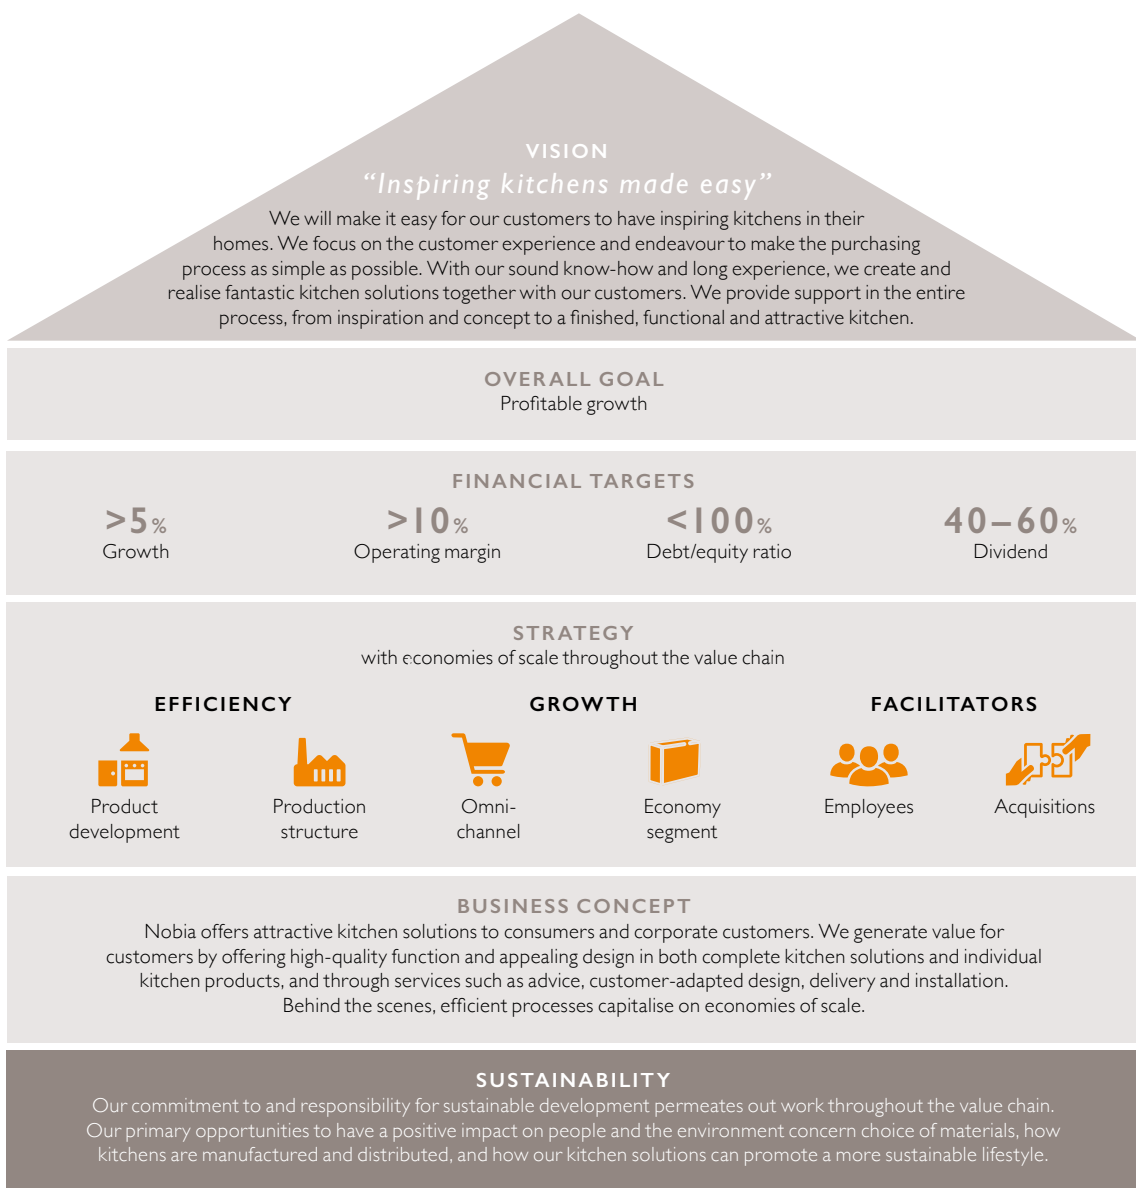 VISION
“Inspiring kitchens made easy”
We will make it easy for our customers to have inspiring kitchens in their
homes. We focus on the customer experience and endeavour to make the purchasing
process as simple as possible. With our sound know-how and long experience, we create and
realise fantastic kitchen solutions together with our customers. We provide support in the entire
process, from inspiration and concept to a finished, functional and attractive kitchen.
OVERALL GOAL
Profitable growth
FINANCIAL TARGETS
>5% >10% <100% 40–60%
Growth Operating margin Debt/equity ratio Dividend
STRATEGY
with economies of scale throughout the value chain
EFFICIENCY GROWTH FACILITATORS
Product Production Omni- Economy Employees Acquisitions
development structure channel segment
BUSINESS CONCEPT
Nobia offers attractive kitchen solutions to consumers and corporate customers. We generate value for
customers by offering high-quality function and appealing design in both complete kitchen solutions and individual
kitchen products, and through services such as advice, customer-adapted design, delivery and installation.
Behind the scenes, efficient processes capitalise on economies of scale.
SUSTAINABILITY
Our commitment to and responsibility for sustainable development permeates out work throughout the value chain.
Our primary opportunities to have a positive impact on people and the environment concern choice of materials, how
kitchens are manufactured and distributed, and how our kitchen solutions can promote a more sustainable lifestyle.